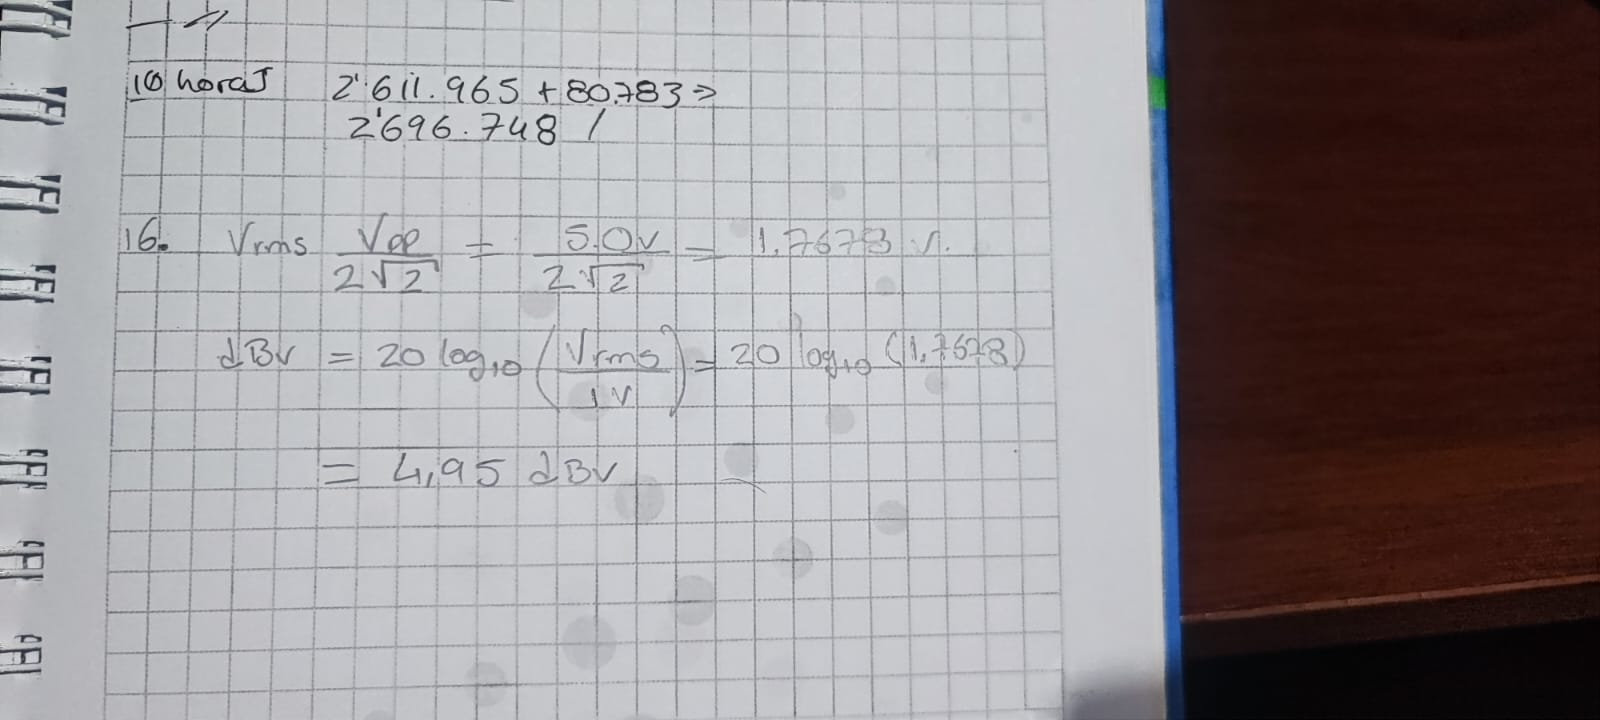 10 horas 2'611.965 + 80.783 ⇒
2'696.748 /
16. Vrms Vpp/2√2 = 5.0v/2√2 = 1,7678 v.
dBv = 20 log₁₀ (Vrms/1v) = 20 log₁₀ (1,7678)
= 4,95 dBv